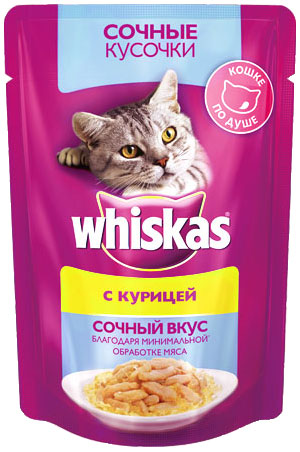 СОЧНЫЕ
КУСОЧКИ
КОШКЕ
ПО ДУШЕ
whiskas
С КУРИЦЕЙ
СОЧНЫЙ ВКУС
БЛАГОДАРЯ МИНИМАЛЬНОЙ
ОБРАБОТКЕ МЯСА